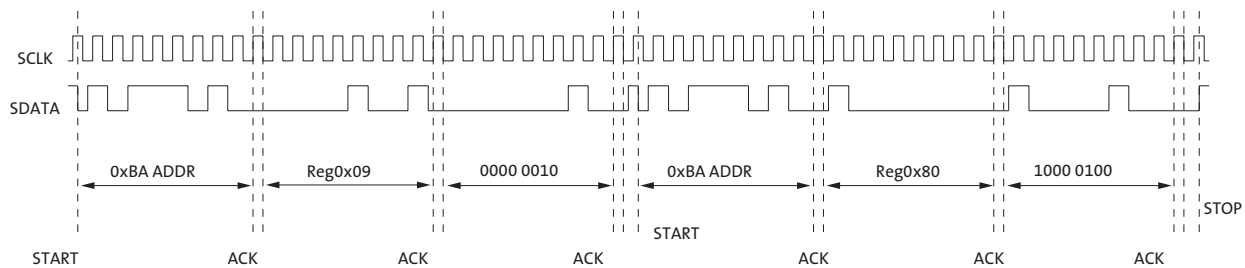 SCLK
SDATA
0xBA ADDR Reg0x09 0000 0010 0xBA ADDR Reg0x80 1000 0100
STOP
START
START ACK ACK ACK ACK ACK ACK